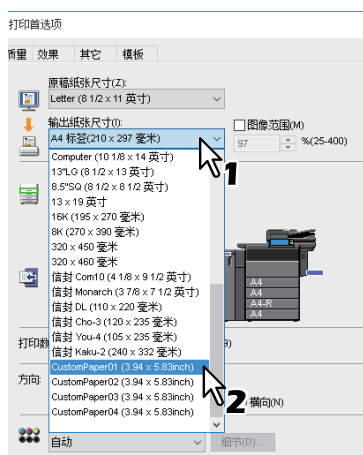 打印首选项
质量 效果 其它 模板
原稿纸张尺寸(Z):
Letter (8 1/2 x 11 英寸)
输出纸张尺寸(I):
A4 标签(210 x 297 毫米)
图像范围(M)
97
%(25-400)
1
Computer (10 1/8 x 14 英寸)
13"LG (8 1/2 x 13 英寸)
8.5"SQ (8 1/2 x 8 1/2 英寸)
13 x 19 英寸
16K (195 x 270 毫米)
8K (270 x 390 毫米)
320 x 450 毫米
320 x 460 毫米
信封 Com10 (4 1/8 x 9 1/2 英寸)
信封 Monarch (3 7/8 x 7 1/2 英寸)
信封 DL (110 x 220 毫米)
信封 Cho-3 (120 x 235 毫米)
信封 You-4 (105 x 235 毫米)
信封 Kaku-2 (240 x 332 毫米)
CustomPaper01 (3.94 x 5.83inch)
CustomPaper02 (3.94 x 5.83inch)
CustomPaper03 (3.94 x 5.83inch)
CustomPaper04 (3.94 x 5.83inch)
A4
A4
A4-R
A4
打印数
9)
方向
2
横向(N)
自动
细节(D)...